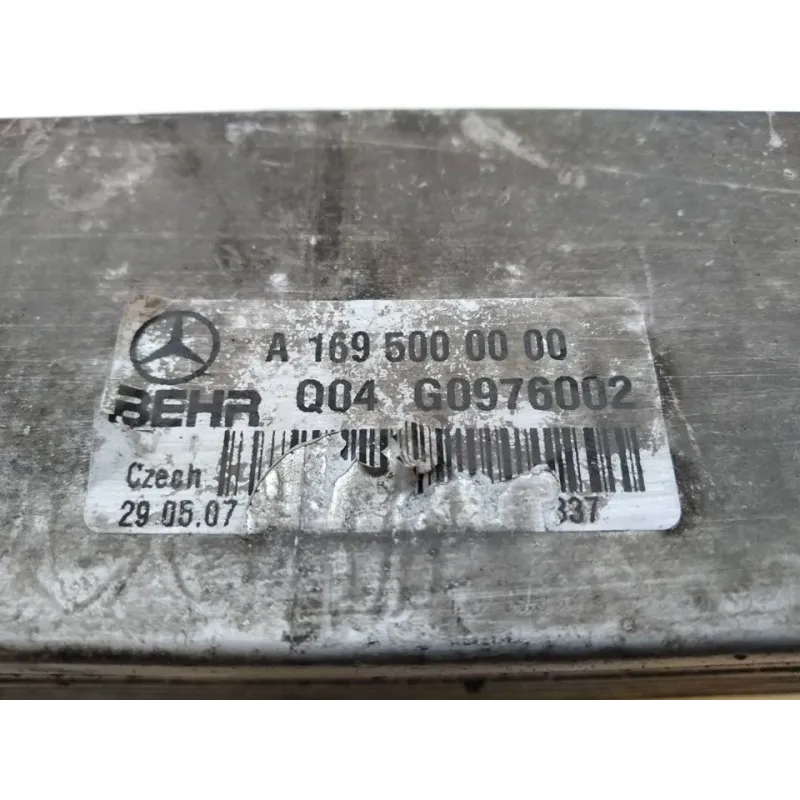 A 169 500 00 00
BEHR Q04 G0976002
Czech
29.05.07 337